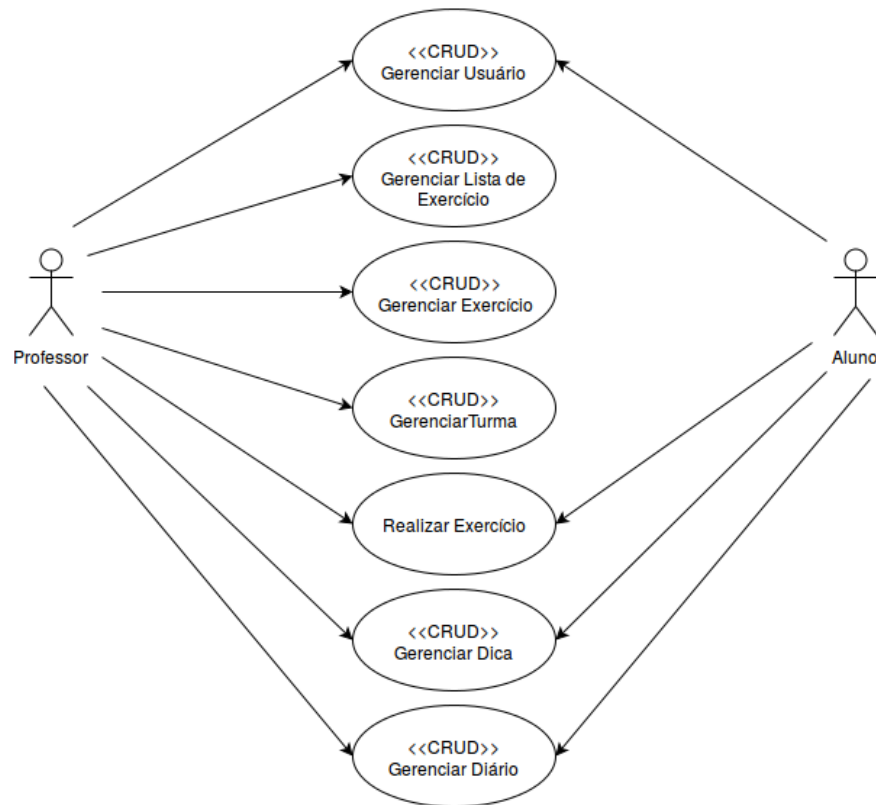 <<CRUD>>
Gerenciar Usuário
<<CRUD>>
Gerenciar Lista de
Exercício
<<CRUD>>
Gerenciar Exercício
Professor
Aluno
<<CRUD>>
GerenciarTurma
Realizar Exercício
<<CRUD>>
Gerenciar Dica
<<CRUD>>
Gerenciar Diário